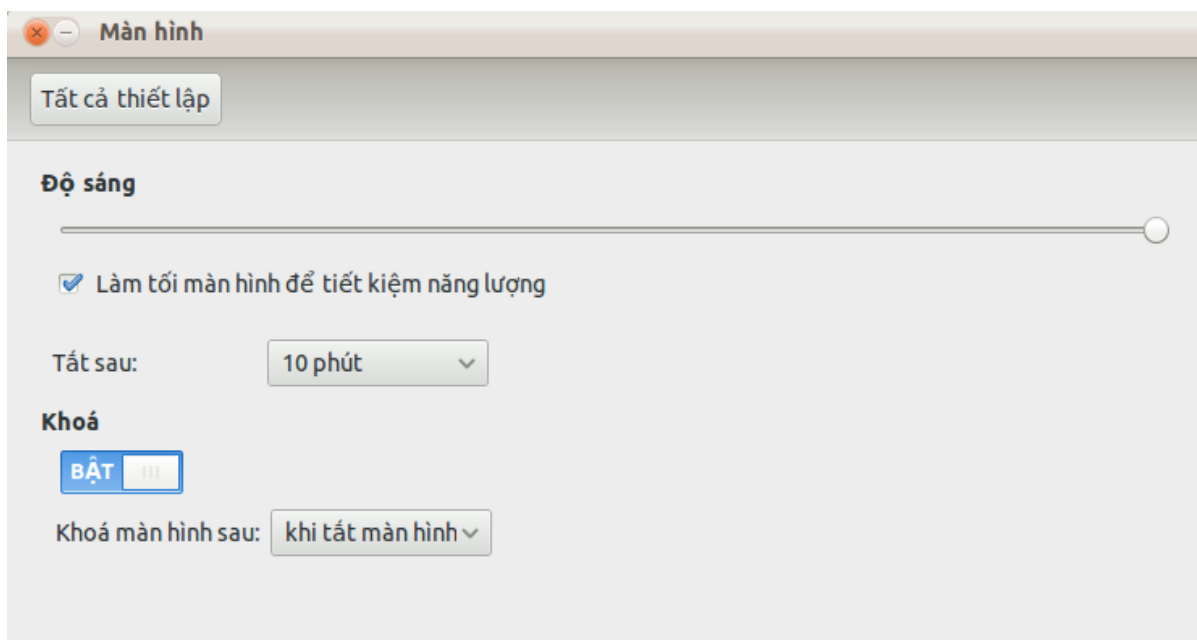 Màn hình
Tất cả thiết lập
Độ sáng
Làm tối màn hình để tiết kiệm năng lượng
Tắt sau: 10 phút
Khoá
BẬT
Khoá màn hình sau: khi tắt màn hình